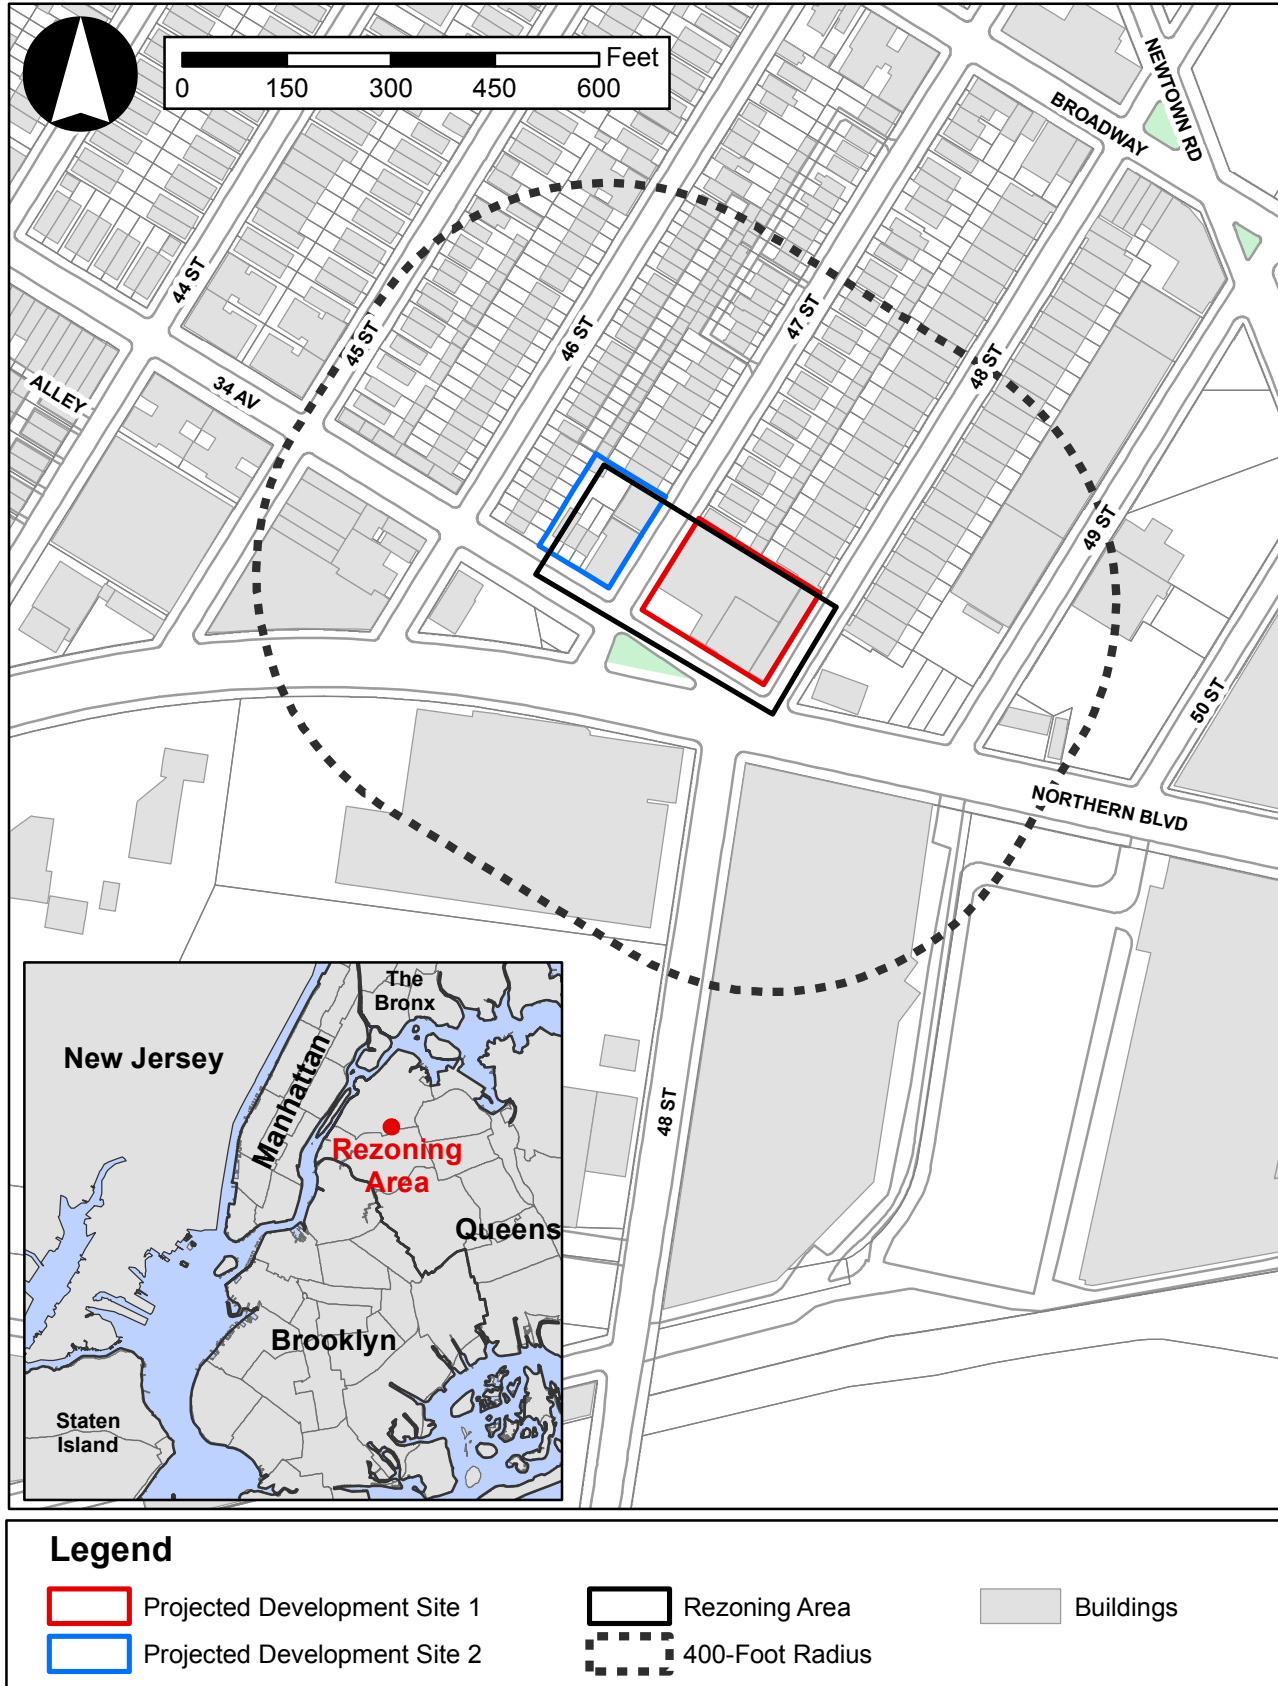 Feet
0 150 300 450 600
NEWTOWN RD
BROADWAY
44 ST
45 ST
46 ST
47 ST
48 ST
34 AV
ALLEY
49 ST
50 ST
NORTHERN BLVD
48 ST
The
Bronx
New Jersey
Manhattan
Rezoning
Area
Queens
Brooklyn
Staten
Island
Legend
Projected Development Site 1
Projected Development Site 2
Rezoning Area
400-Foot Radius
Buildings